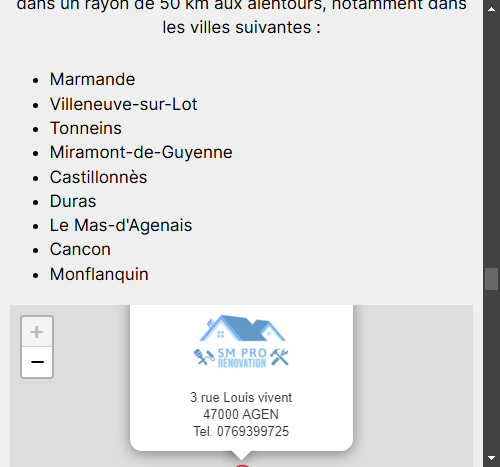 dans un rayon de 50 km aux alentours, notamment dans
les villes suivantes :
Marmande
Villeneuve-sur-Lot
Tonneins
Miramont-de-Guyenne
Castillonnès
Duras
Le Mas-d'Agenais
Cancon
Monflanquin
+
−
SM PRO
RÉNOVATION
3 rue Louis vivent
47000 AGEN
Tel. 0769399725